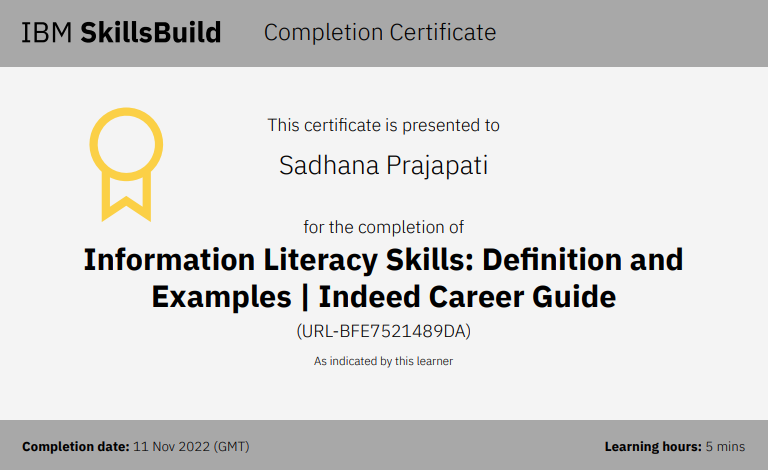 IBM SkillsBuild Completion Certificate
This certificate is presented to
Sadhana Prajapati
for the completion of
Information Literacy Skills: Definition and
Examples | Indeed Career Guide
(URL-BFE7521489DA)
As indicated by this learner
Completion date: 11 Nov 2022 (GMT) Learning hours: 5 mins